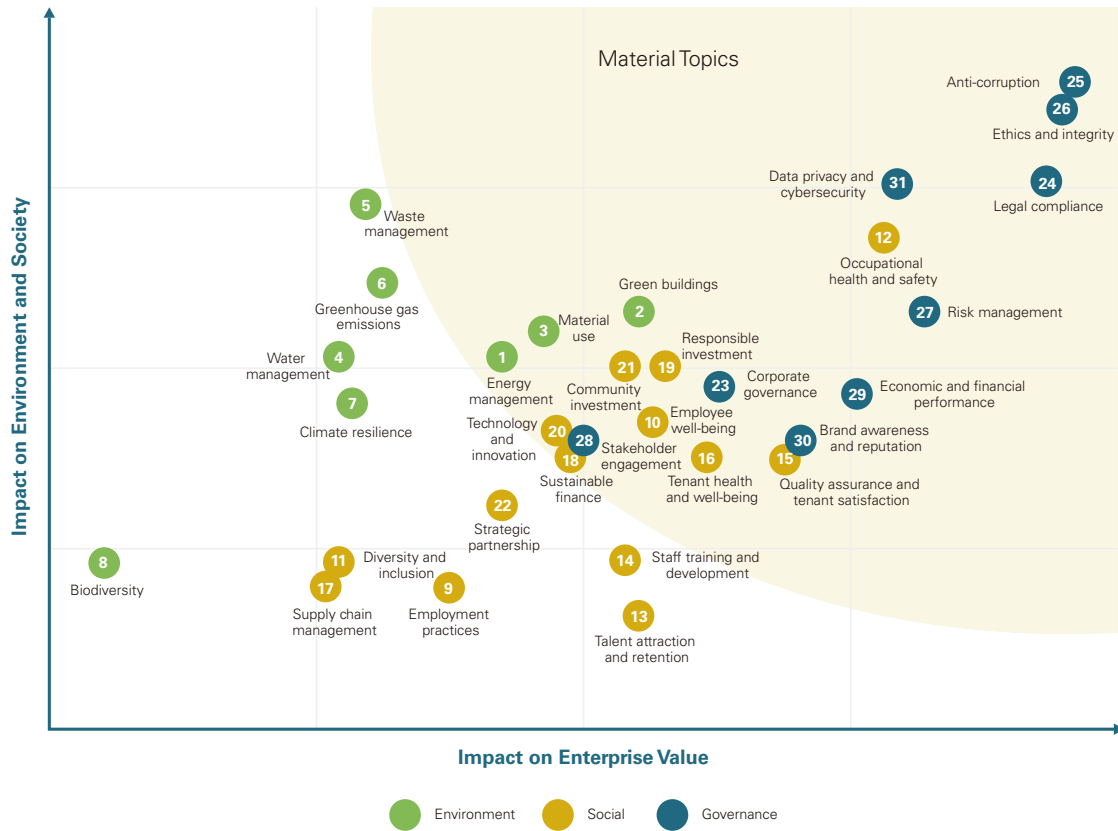 Material Topics
Impact on Environment and Society
Anti-corruption
25
26
Ethics and integrity
Data privacy and
cybersecurity
31
24
Legal compliance
5
Waste
management
12
Occupational
health and safety
6
Greenhouse gas
emissions
Green buildings
2
27
Risk management
3
Material
use
4
Water
management
1
Energy
management
21
Community
investment
19
Responsible
investment
23
Corporate
governance
29
Economic and financial
performance
7
Climate resilience
20
Technology
and
innovation
28
Stakeholder
engagement
18
Sustainable
finance
10
Employee
well-being
16
Tenant health
and well-being
30
Brand awareness
and reputation
15
Quality assurance and
tenant satisfaction
22
Strategic
partnership
8
Biodiversity
11
Diversity and
inclusion
17
Supply chain
management
9
Employment
practices
14
Staff training and
development
13
Talent attraction
and retention
Impact on Enterprise Value
Environment
Social
Governance